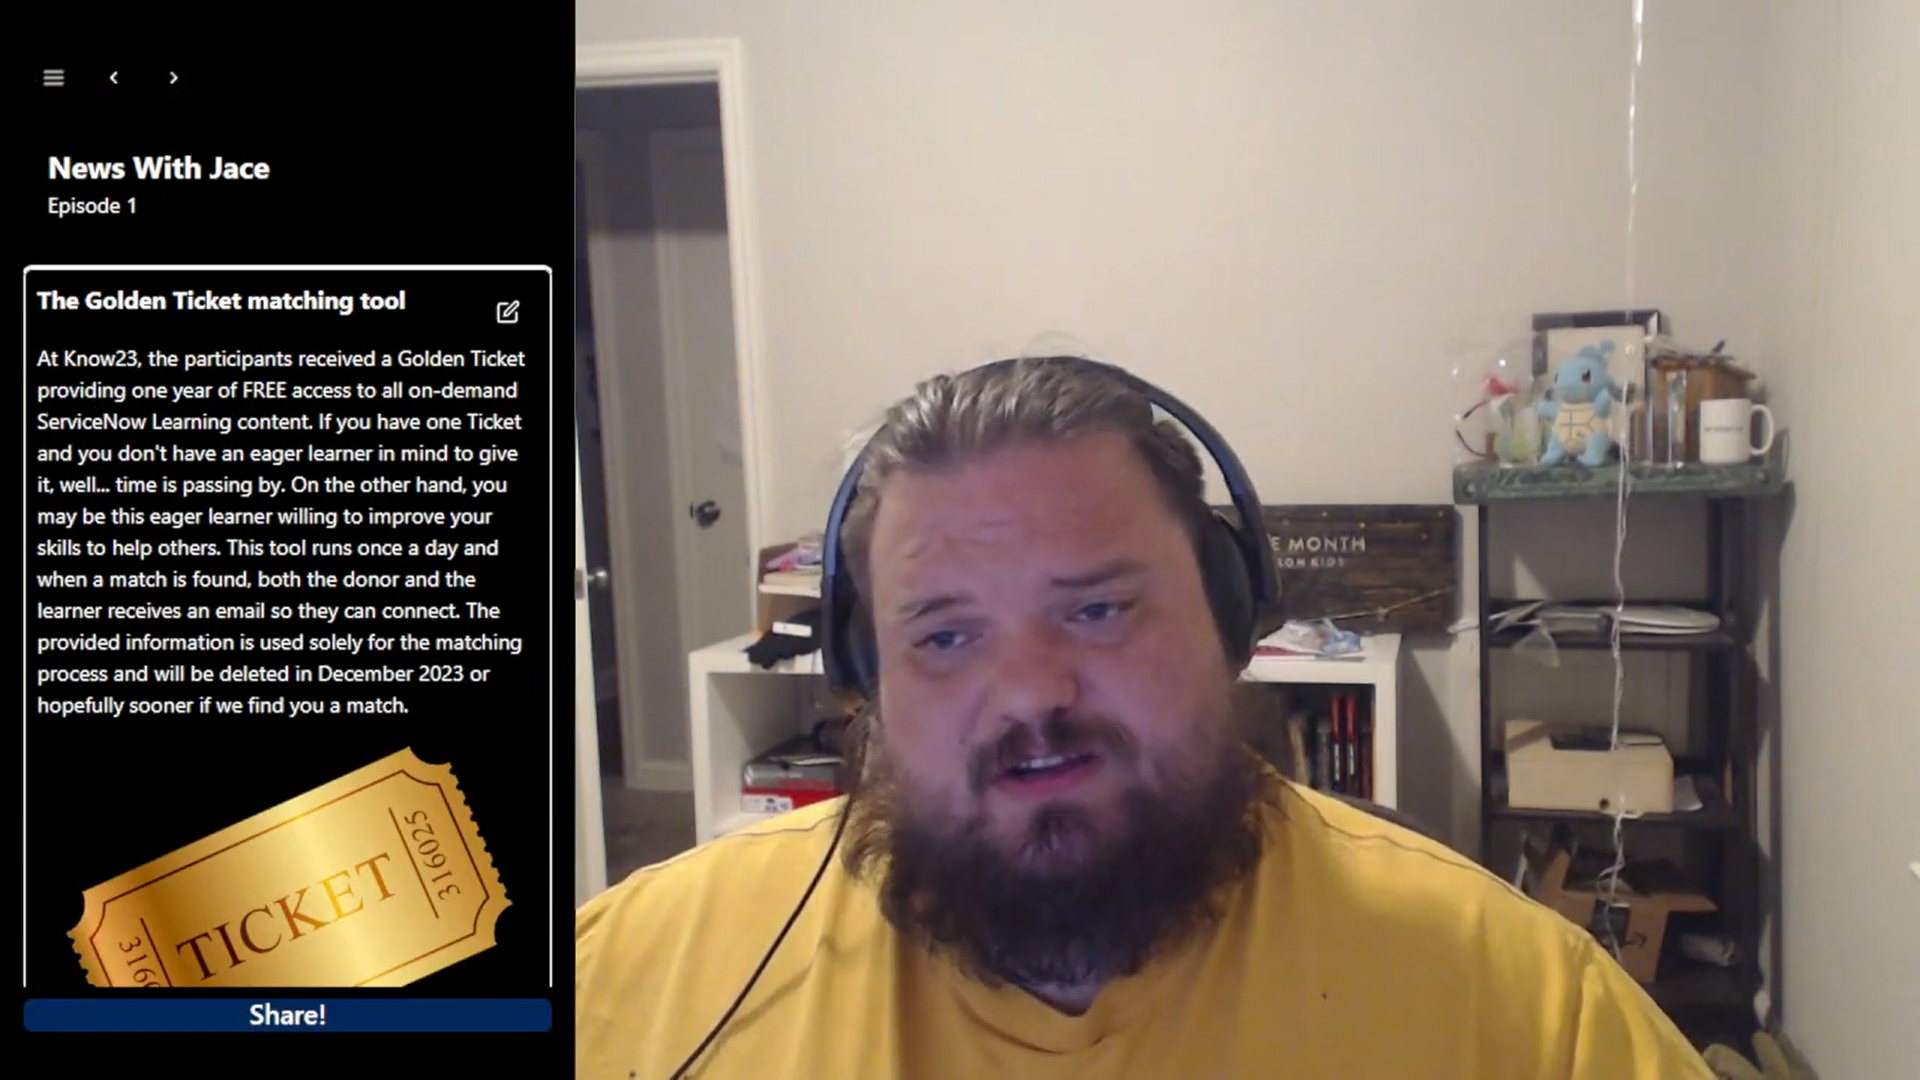 News With Jace
Episode 1
The Golden Ticket matching tool
At Know23, the participants received a Golden Ticket
providing one year of FREE access to all on-demand
ServiceNow Learning content. If you have one Ticket
and you don't have an eager learner in mind to give
it, well... time is passing by. On the other hand, you
may be this eager learner willing to improve your
skills to help others. This tool runs once a day and
when a match is found, both the donor and the
learner receives an email so they can connect. The
provided information is used solely for the matching
process and will be deleted in December 2023 or
hopefully sooner if we find you a match.
TICKET
316025
316
Share!
E MONTH